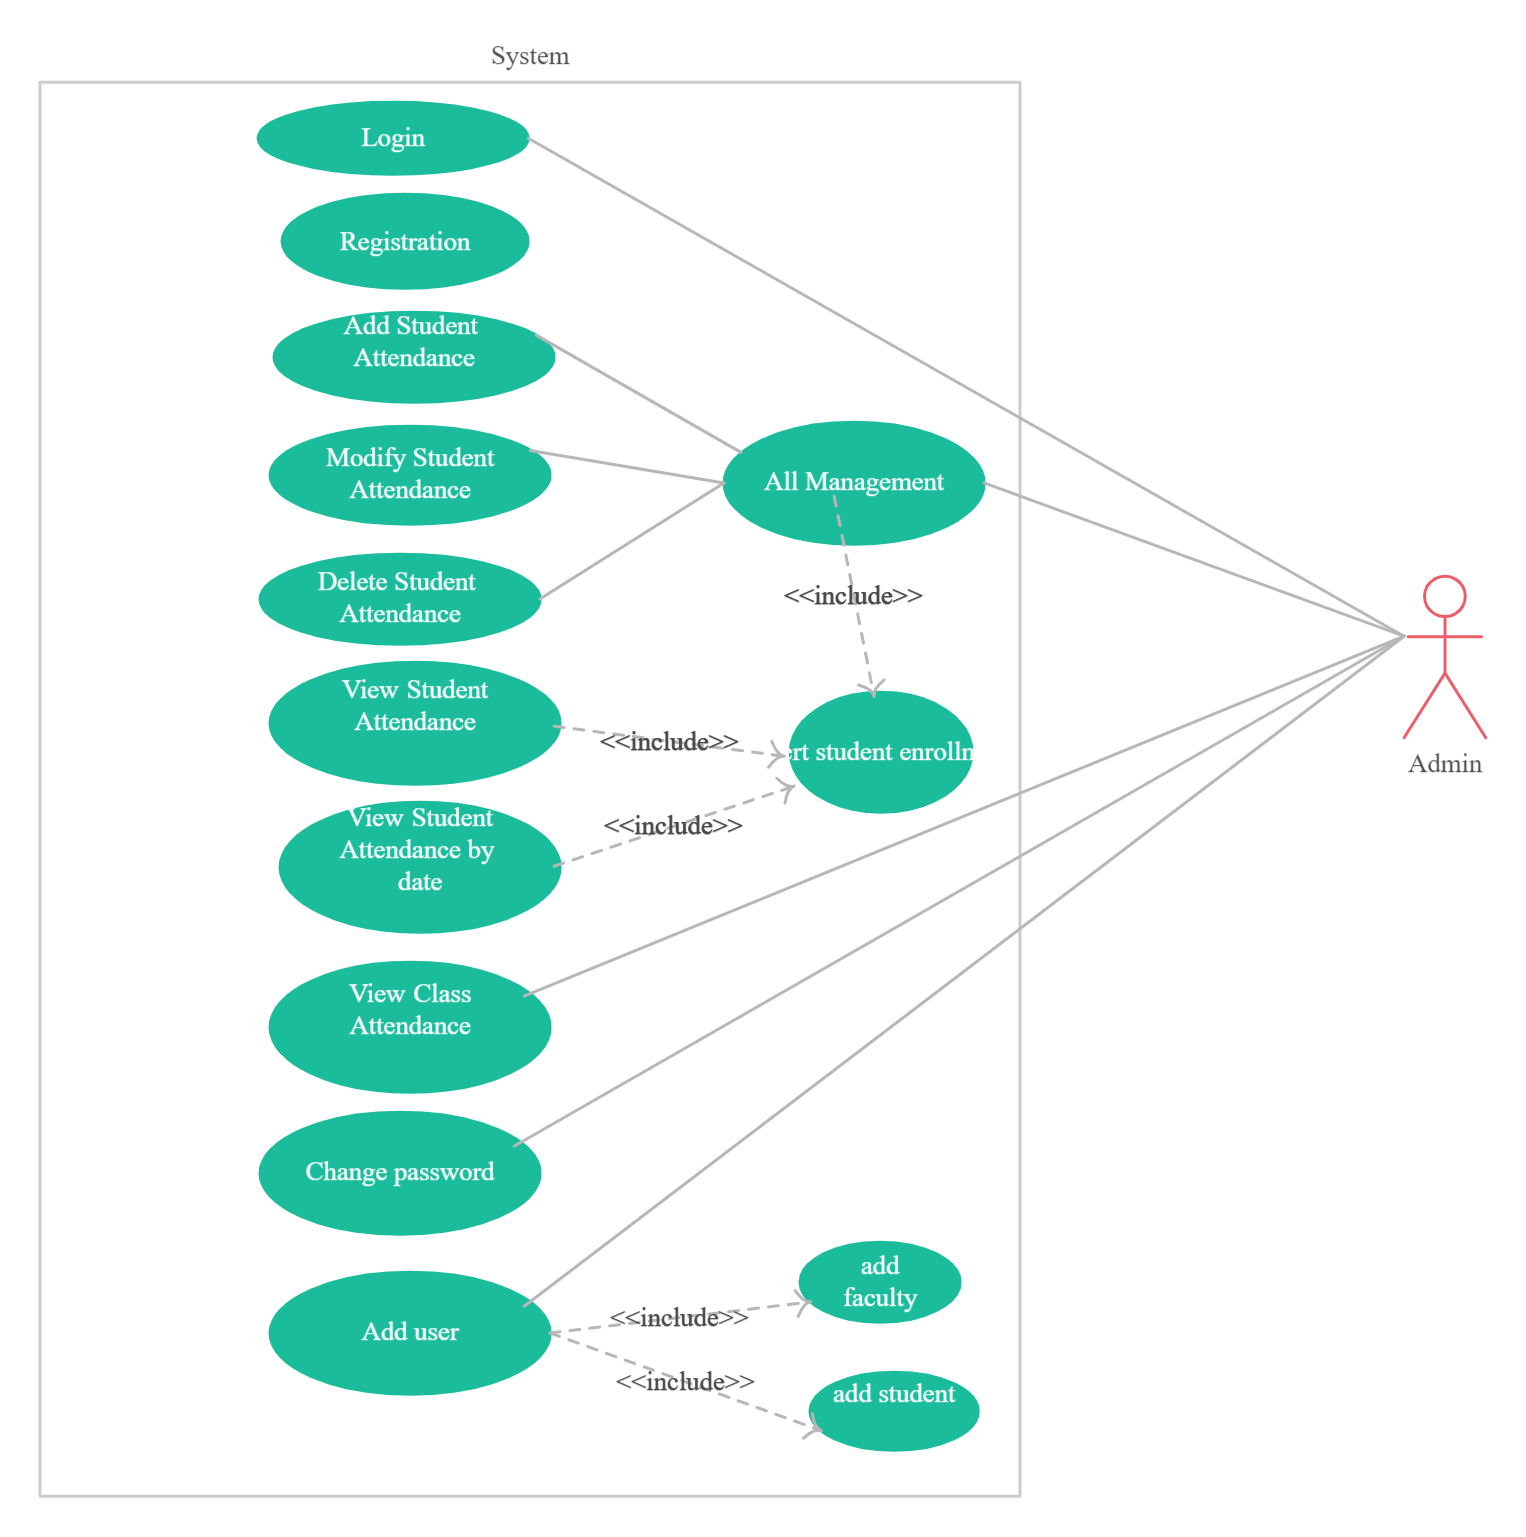 System
Login
Registration
Add Student
Attendance
Modify Student
Attendance
All Management
Delete Student
Attendance
<<include>>
View Student
Attendance
<<include>>
student
View Student
Attendance by
date
<<include>>
Admin
View Class
Attendance
Change password
add
faculty
Add user
<<include>>
<<include>>
add student